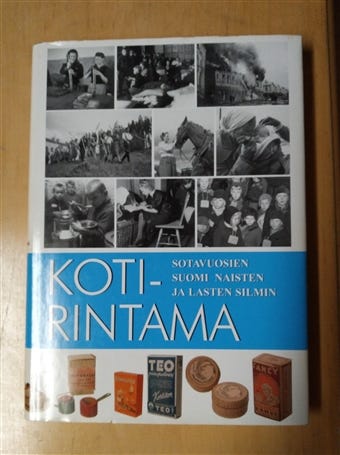 KOTI-
RINTAMA
SOTAVUOSIEN
SUOMI NAISTEN
JA LASTEN SILMIN
TEO
TEO!
FANCY